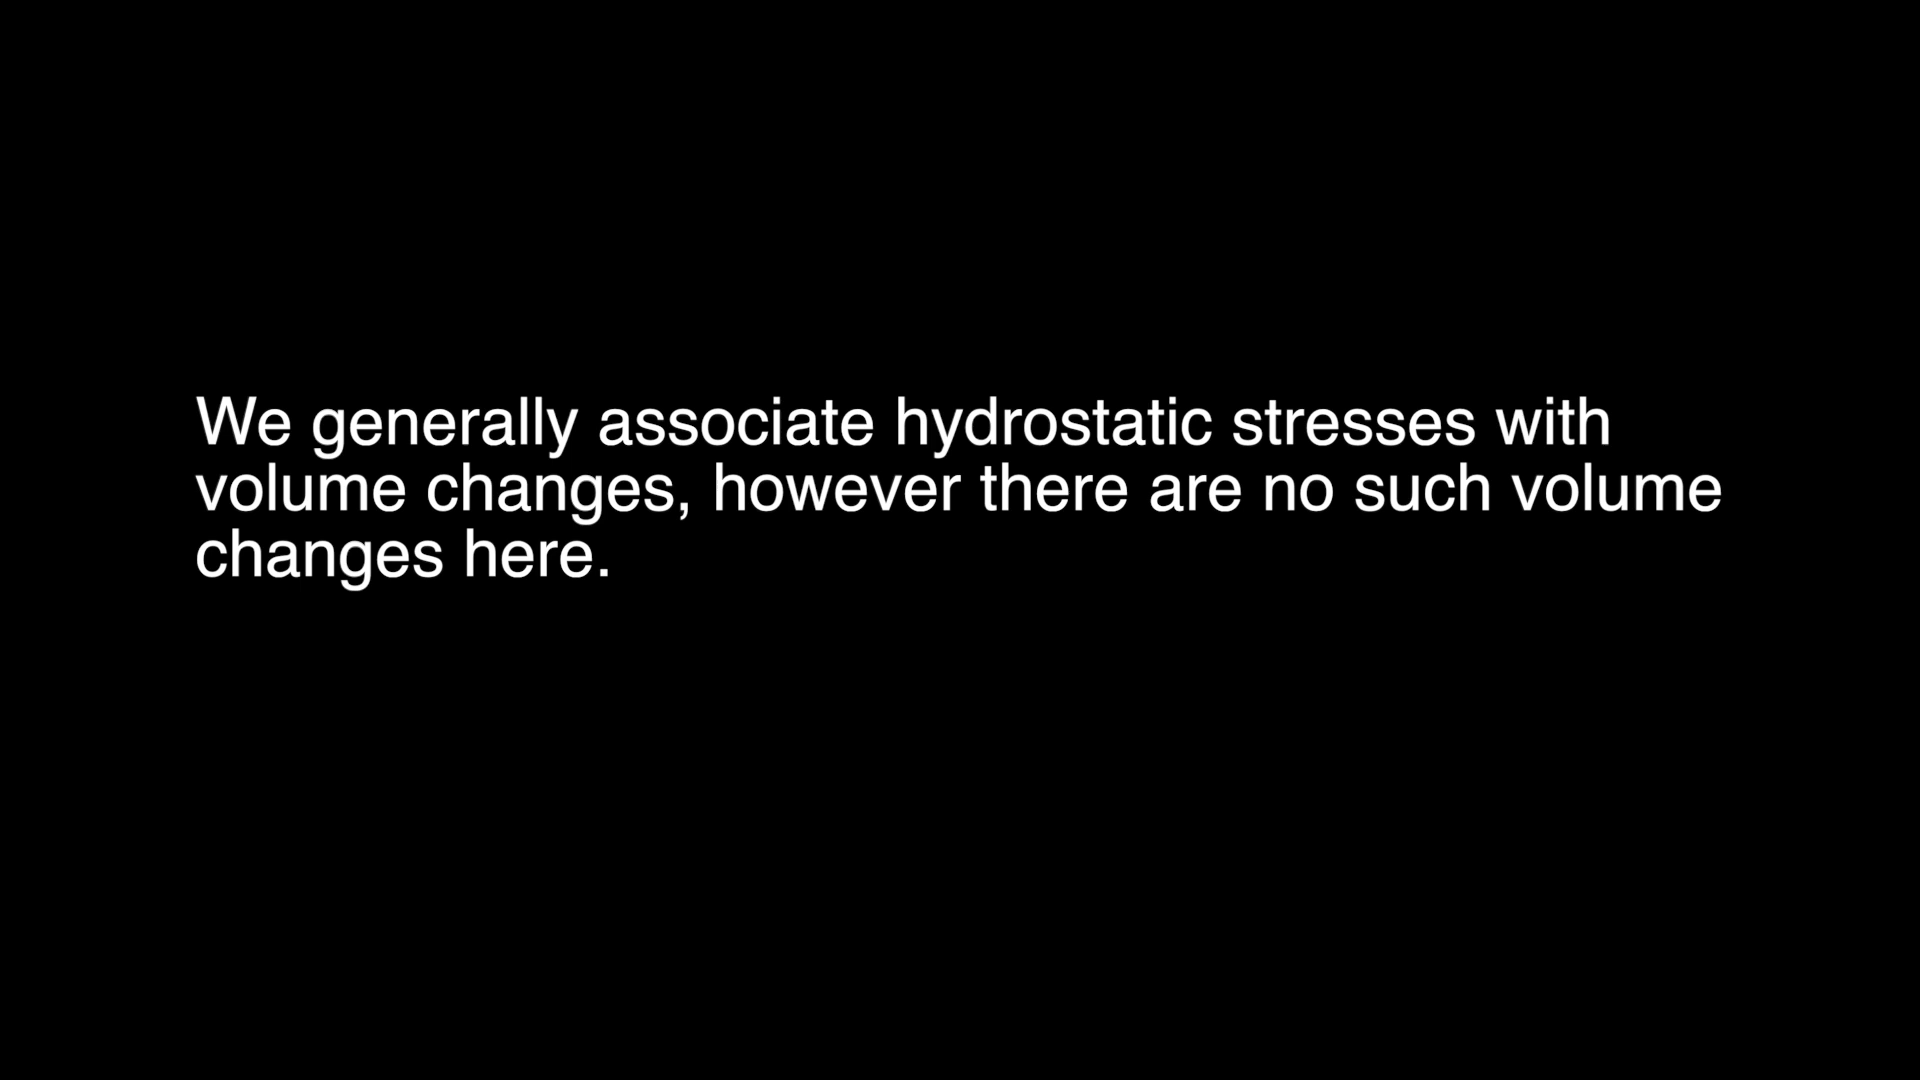 We generally associate hydrostatic stresses with
volume changes, however there are no such volume
changes here.